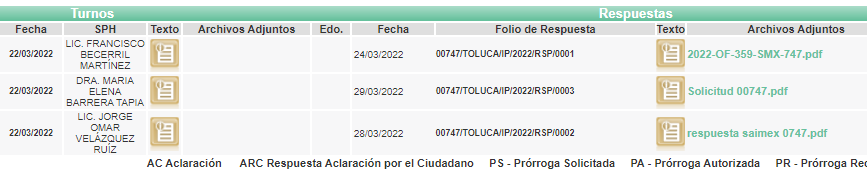 Turnos Respuestas
Fecha SPH Texto Archivos Adjuntos Edo. Fecha Folio de Respuesta Texto Archivos Adjuntos
LIC. FRANCISCO
22/03/2022 BECERRIL 24/03/2022 00747/TOLUCA/IP/2022/RSP/0001 2022-OF-359-SMX-747.pdf
MARTÍNEZ
DRA. MARIA
22/03/2022 ELENA 29/03/2022 00747/TOLUCA/IP/2022/RSP/0003 Solicitud 00747.pdf
BARRERA TAPIA
LIC. JORGE
22/03/2022 OMAR 28/03/2022 00747/TOLUCA/IP/2022/RSP/0002 respuesta saimex 0747.pdf
VELÁZQUEZ
RUÍZ
AC Aclaración ARC Respuesta Aclaración por el Ciudadano PS - Prórroga Solicitada PA - Prórroga Autorizada PR - Prórroga Rec